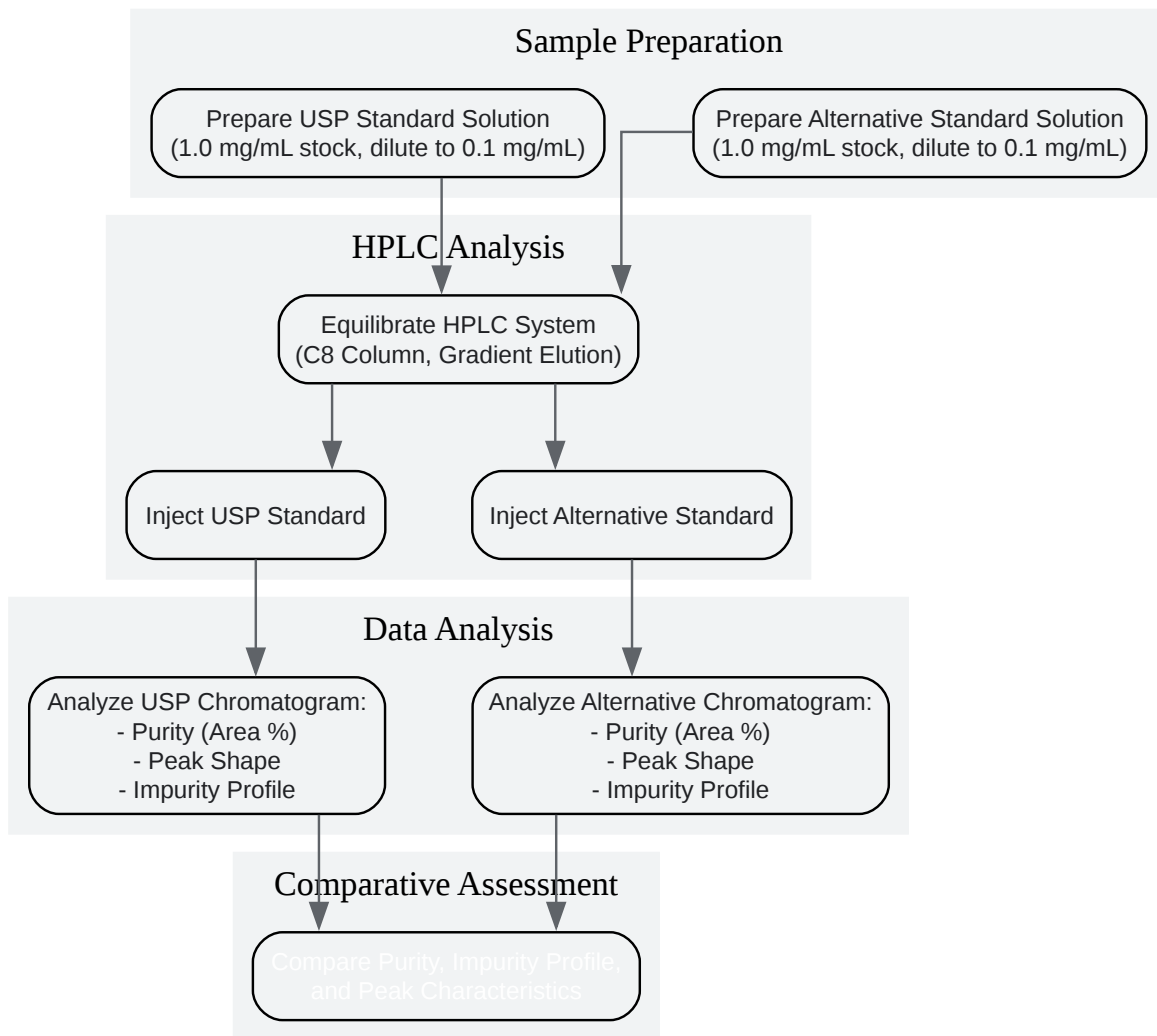 Sample Preparation
Prepare USP Standard Solution
(1.0 mg/mL stock, dilute to 0.1 mg/mL)
Prepare Alternative Standard Solution
(1.0 mg/mL stock, dilute to 0.1 mg/mL)
HPLC Analysis
Equilibrate HPLC System
(C8 Column, Gradient Elution)
Inject USP Standard
Inject Alternative Standard
Data Analysis
Analyze USP Chromatogram:
- Purity (Area %)
- Peak Shape
- Impurity Profile
Analyze Alternative Chromatogram:
- Purity (Area %)
- Peak Shape
- Impurity Profile
Comparative Assessment
Compare Purity, Impurity Profile,
and Peak Characteristics